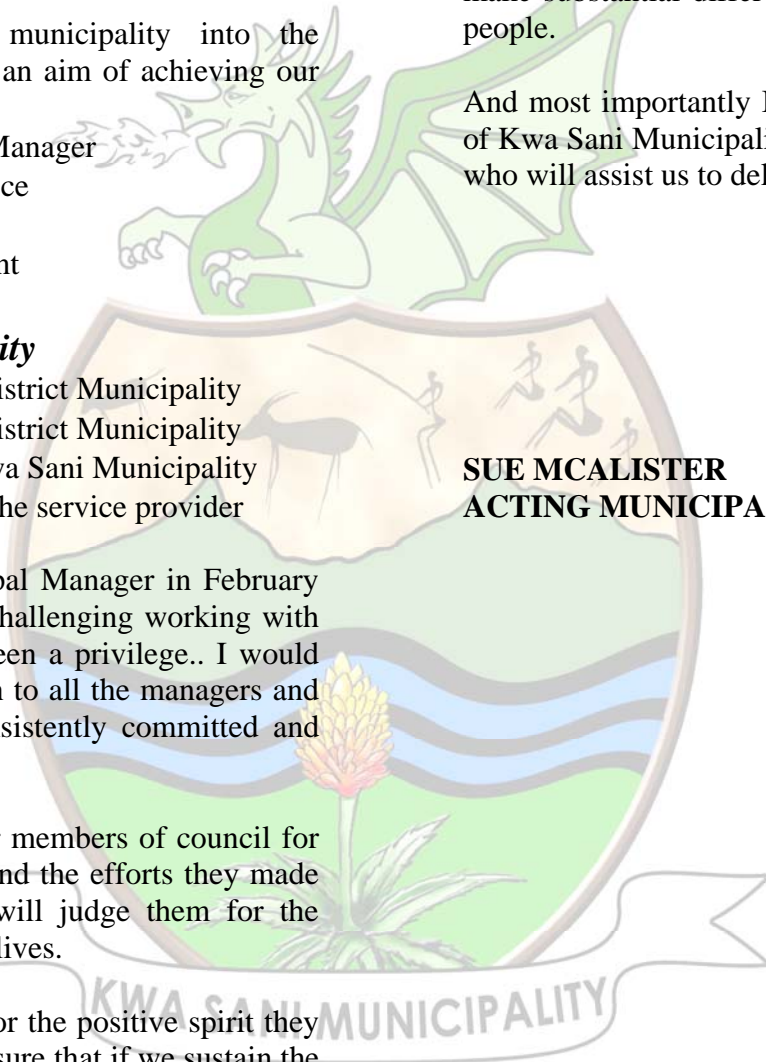 municipality into the
an aim of achieving our
Manager
ce
nt
ity
istrict Municipality
istrict Municipality
wa Sani Municipality
he service provider
pal Manager in February
hallenging working with
een a privilege.. I would
n to all the managers and
sistently committed and
r members of council for
nd the efforts they made
will judge them for the
lives.
or the positive spirit they
sure that if we sustain the
people.
And most importantly I
of Kwa Sani Municipali
who will assist us to del
SUE MCALISTER
ACTING MUNICIPA
KWA SANI MUNICIPALITY